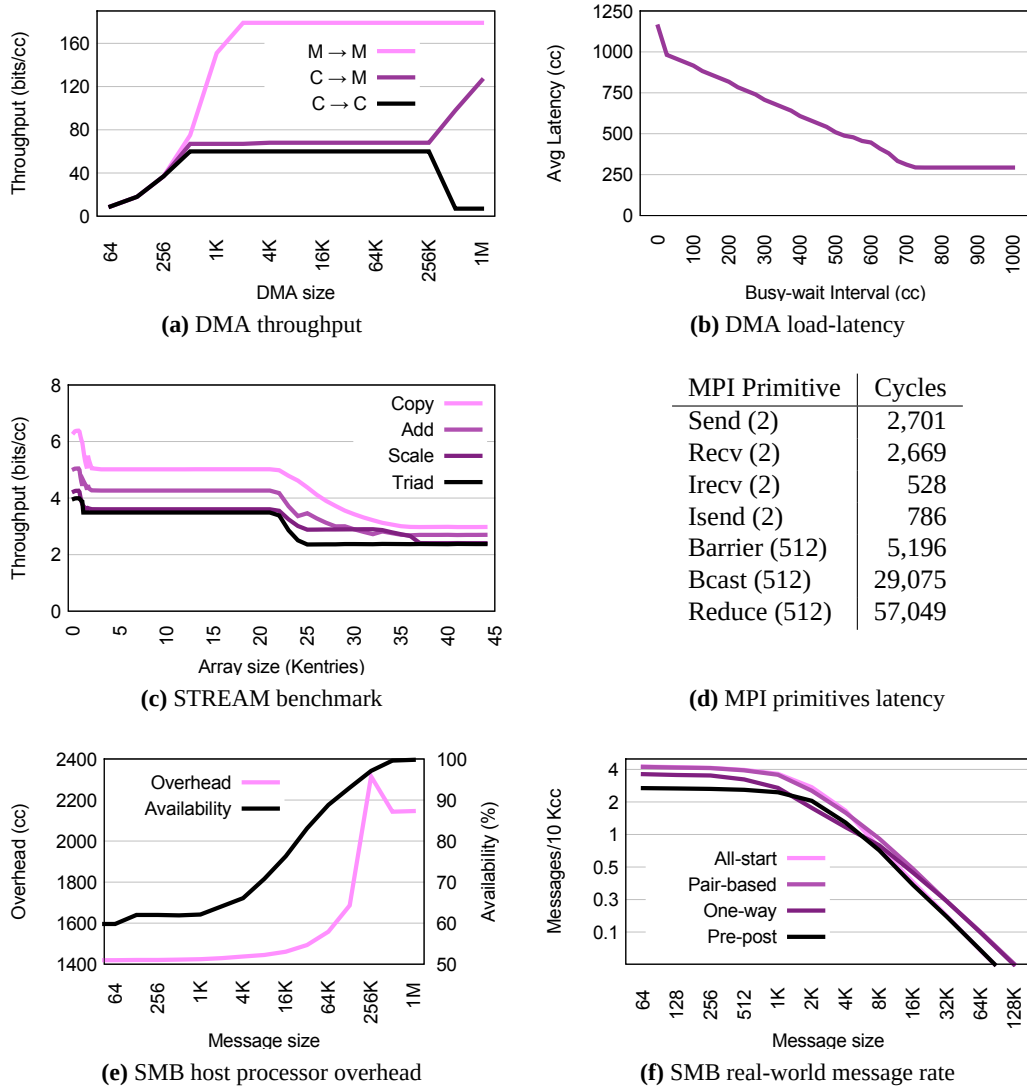 Throughput (bits/cc)
160
120
80
40
0
M → M
C → M
C → C
64
256
1K
4K
16K
64K
256K
1M
DMA size
(a) DMA throughput
Avg Latency (cc)
1250
1000
750
500
250
0
0
100
200
300
400
500
600
700
800
900
1000
Busy-wait Interval (cc)
(b) DMA load-latency
Throughput (bits/cc)
8
6
4
2
0
Copy
Add
Scale
Triad
0
5
10
15
20
25
30
35
40
45
Array size (Kentries)
(c) STREAM benchmark
MPI Primitive Cycles
Send (2) 2,701
Recv (2) 2,669
Irecv (2) 528
Isend (2) 786
Barrier (512) 5,196
Bcast (512) 29,075
Reduce (512) 57,049
(d) MPI primitives latency
Overhead (cc)
2400
2200
2000
1800
1600
1400
Overhead
Availability
100
90
80
70
60
50
Availability (%)
64
256
1K
4K
16K
64K
256K
1M
Message size
(e) SMB host processor overhead
Messages/10 Kcc
4
2
1
0.5
0.3
0.1
All-start
Pair-based
One-way
Pre-post
64
128
256
512
1K
2K
4K
8K
16K
32K
64K
128K
Message size
(f) SMB real-world message rate